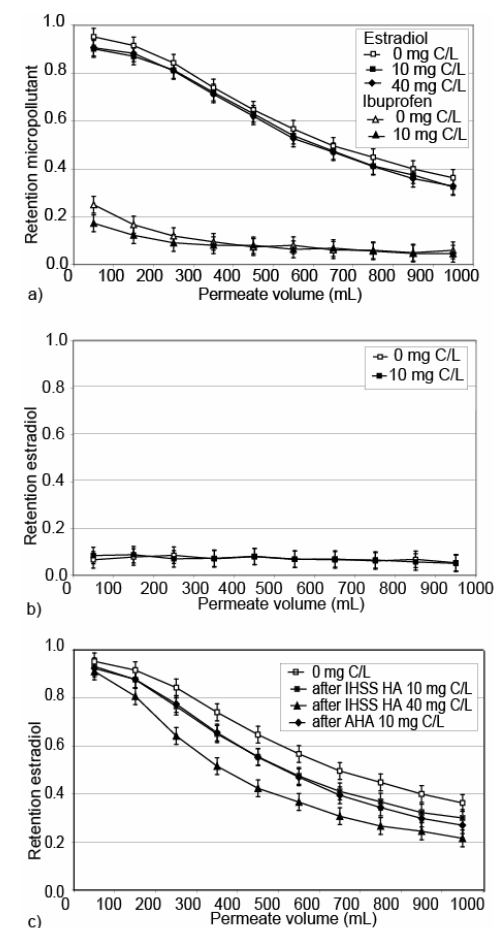 1.0
0.8
0.6
0.4
0.2
0.0
Retention micropollutant
Estradiol
0 mg C/L
10 mg C/L
40 mg C/L
Ibuprofen
0 mg C/L
10 mg C/L
0 100 200 300 400 500 600 700 800 900 1000
Permeate volume (mL)
a)
1.0
0.8
0.6
0.4
0.2
0.0
Retention estradiol
0 mg C/L
10 mg C/L
0 100 200 300 400 500 600 700 800 900 1000
Permeate volume (mL)
b)
1.0
0.8
0.6
0.4
0.2
0.0
Retention estradiol
0 mg C/L
after IHSS HA 10 mg C/L
after IHSS HA 40 mg C/L
after AHA 10 mg C/L
0 100 200 300 400 500 600 700 800 900 1000
Permeate volume (mL)
c)